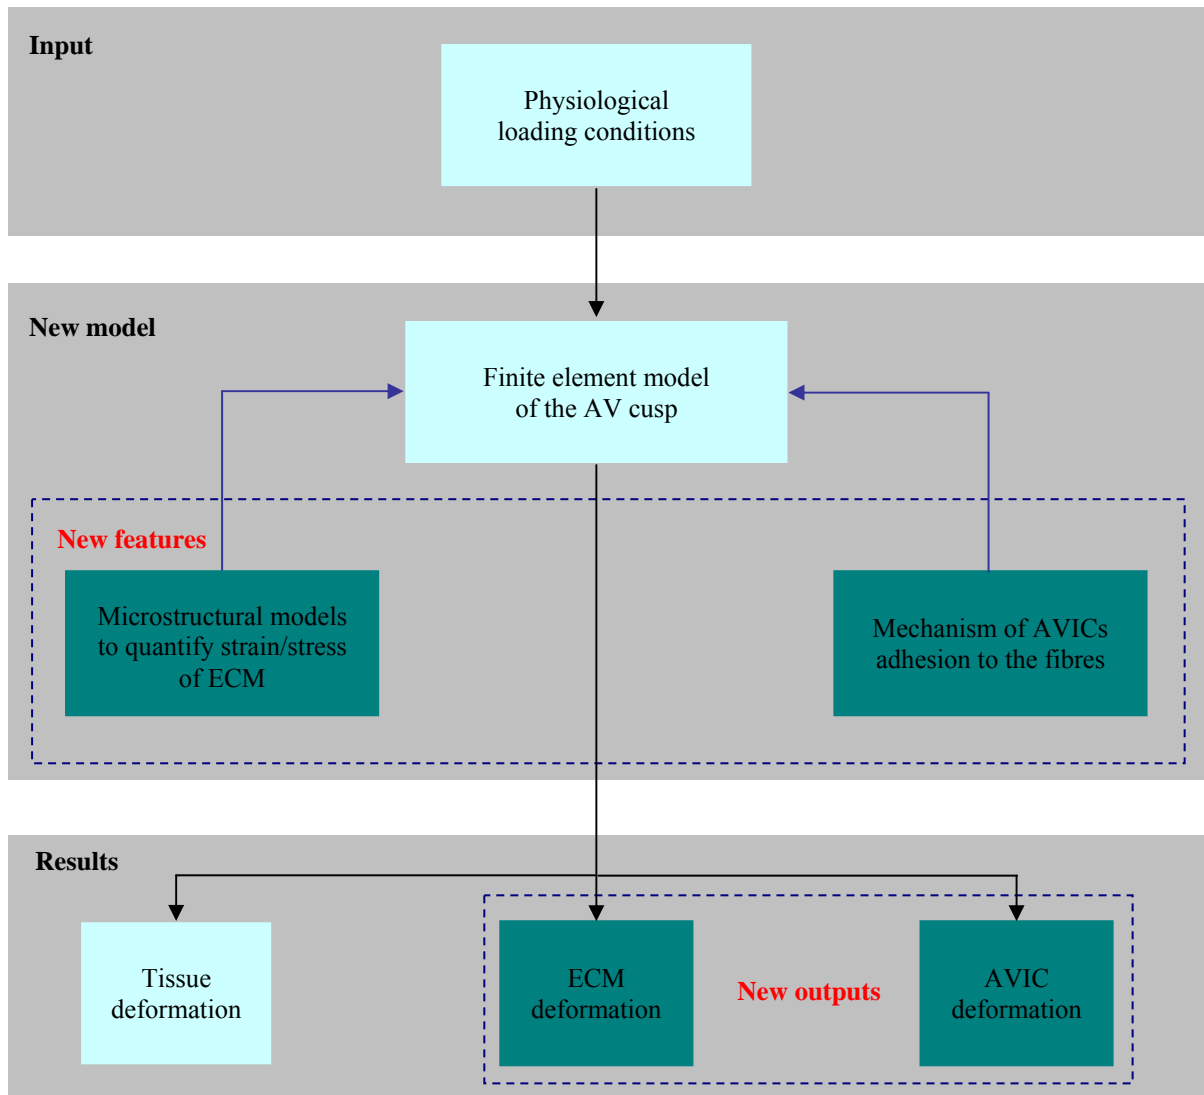 Input
Physiological
loading conditions
New model
Finite element model
of the AV cusp
New features
Microstructural models
to quantify strain/stress
of ECM
Mechanism of AVICs
adhesion to the fibres
Results
Tissue
deformation
ECM
deformation
New outputs
AVIC
deformation